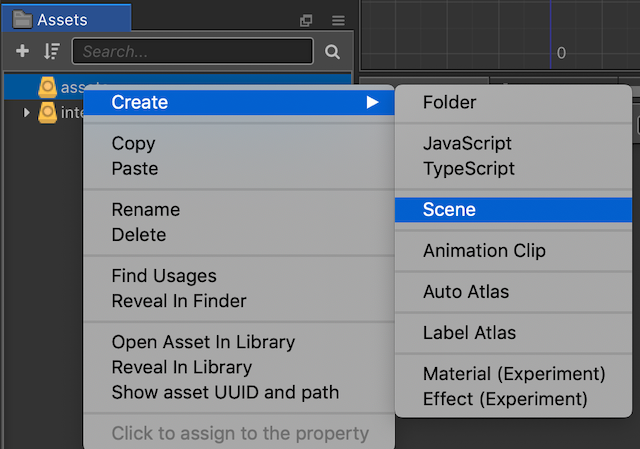 Assets
Search...
0
Create
Copy
Paste
Rename
Delete
Find Usages
Reveal In Finder
Open Asset In Library
Reveal In Library
Show asset UUID and path
Click to assign to the property
Folder
JavaScript
TypeScript
Scene
Animation Clip
Auto Atlas
Label Atlas
Material (Experiment)
Effect (Experiment)